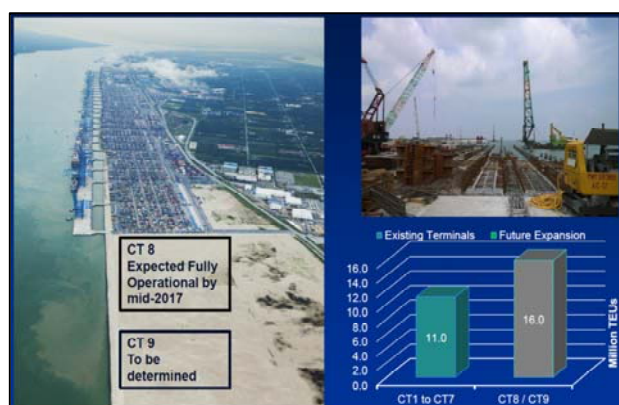 CT 8
Expected Fully
Operational by
mid-2017
CT 9
To be
determined
Existing Terminals
Future Expansion
16.0
14.0
12.0
10.0
8.0
6.0
4.0
2.0
0.0
11.0
16.0
CT1 to CT7
CT8 / CT9
Million TEUs